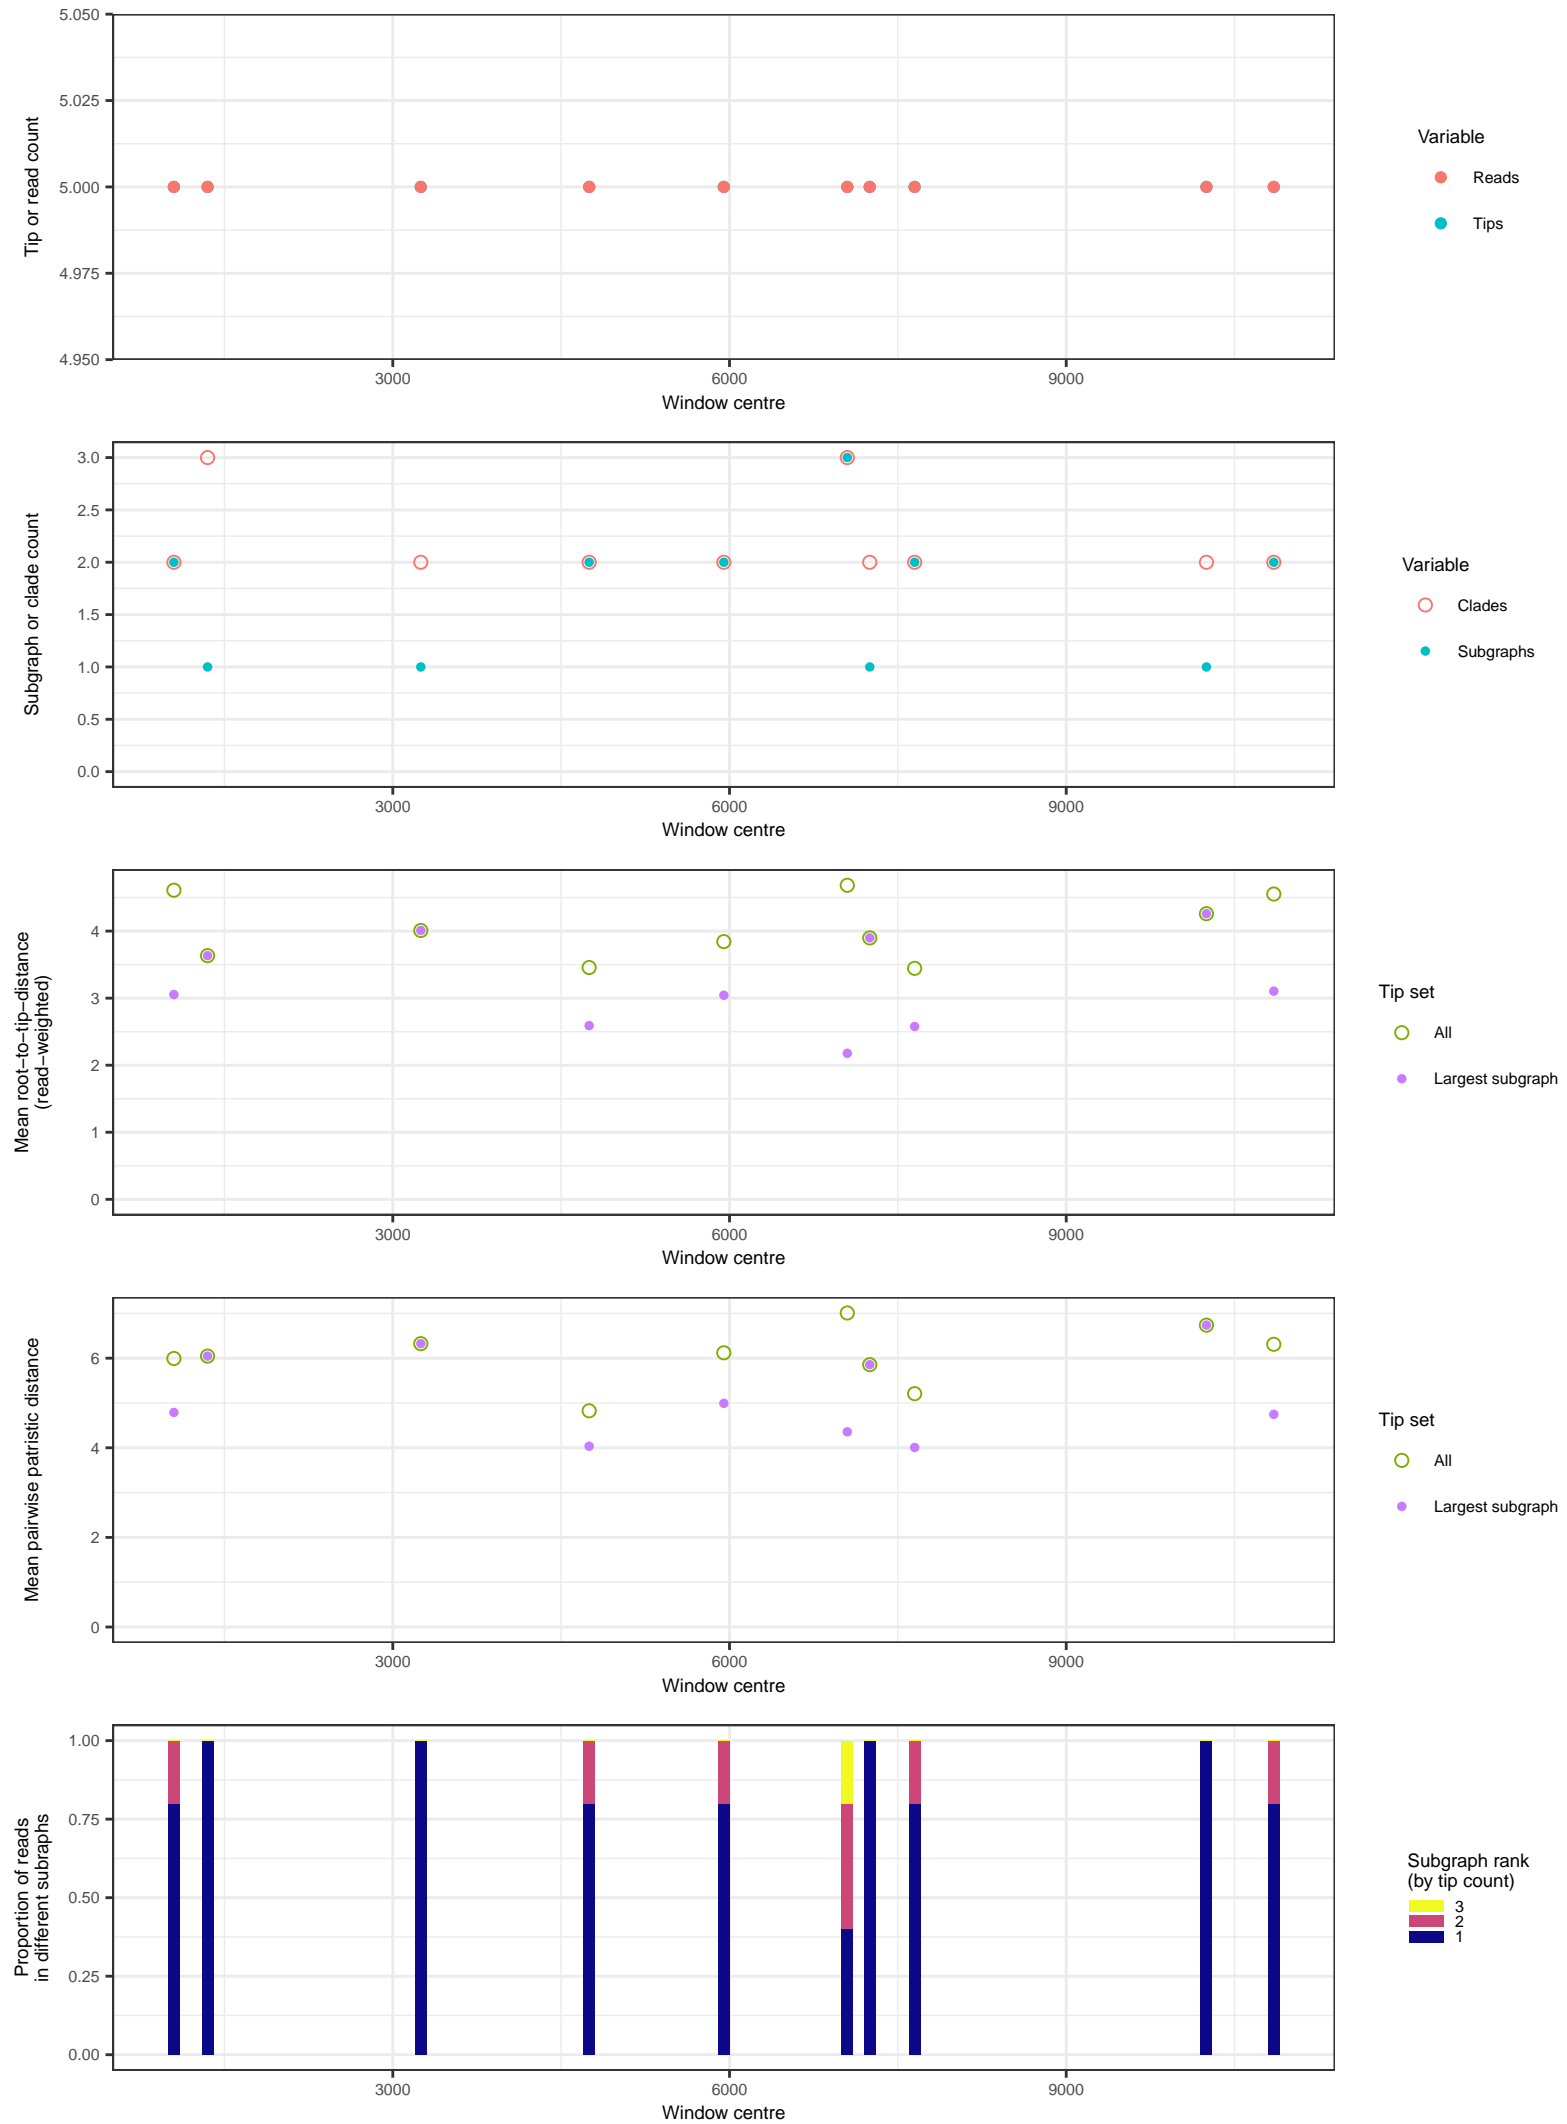 5.050
5.025
5.000
4.975
4.950
Tip or read count
3000 6000 9000
Window centre
Variable
Reads
Tips
3.0
2.5
2.0
1.5
1.0
0.5
0.0
Subgraph or clade count
3000 6000 9000
Window centre
Variable
Clades
Subgraphs
4
3
2
1
0
Mean root−to−tip−distance
(read−weighted)
3000 6000 9000
Window centre
Tip set
All
Largest subgraph
6
4
2
0
Mean pairwise patristic distance
3000 6000 9000
Window centre
Tip set
All
Largest subgraph
1.00
0.75
0.50
0.25
0.00
Proportion of reads
in different subraphs
3000 6000 9000
Window centre
Subgraph rank
(by tip count)
3
2
1